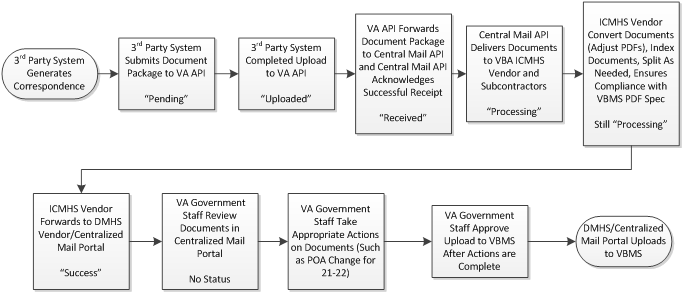 3rd Party System
Generates
Correspondence
3rd Party System
Submits Document
Package to VA API
“Pending”
3rd Party System
Completed Upload
to VA API
“Uploaded”
VA API Forwards
Document Package
to Central Mail API
and Central Mail API
Acknowledges
Successful Receipt
“Received”
Central Mail API
Delivers Documents
to VBA ICMHS
Vendor and
Subcontractors
“Processing”
ICMHS Vendor
Convert Documents
(Adjust PDFs), Index
Documents, Split As
Needed, Ensures
Compliance with
VBMS PDF Spec
Still “Processing”
ICMHS Vendor
Forwards to DMHS
Vendor/Centralized
Mail Portal
“Success”
VA Government
Staff Review
Documents in
Centralized Mail
Portal
No Status
VA Government
Staff Take
Appropriate Actions
on Documents (Such
as POA Change for
21-22)
VA Government
Staff Approve
Upload to VBMS
After Actions are
Complete
DMHS/Centralized
Mail Portal Uploads
to VBMS